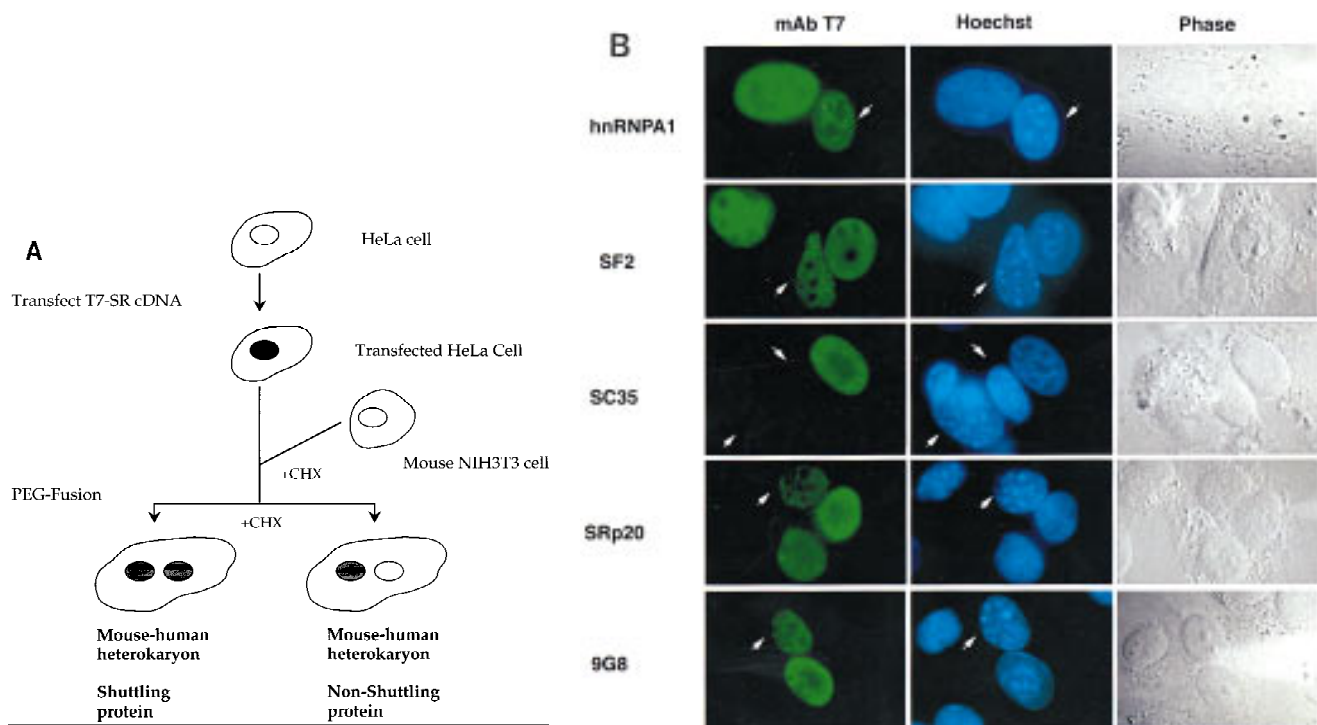 A
HeLa cell
Transfect T7-SR cDNA
Transfected HeLa Cell
Mouse NIH3T3 cell
+CHX
PEG-Fusion
+CHX
Mouse-human
heterokaryon
Mouse-human
heterokaryon
Shuttling
protein
Non-Shuttling
protein
B
mAb T7
Hoechst
Phase
hnRNPA1
SF2
SC35
SRp20
9G8